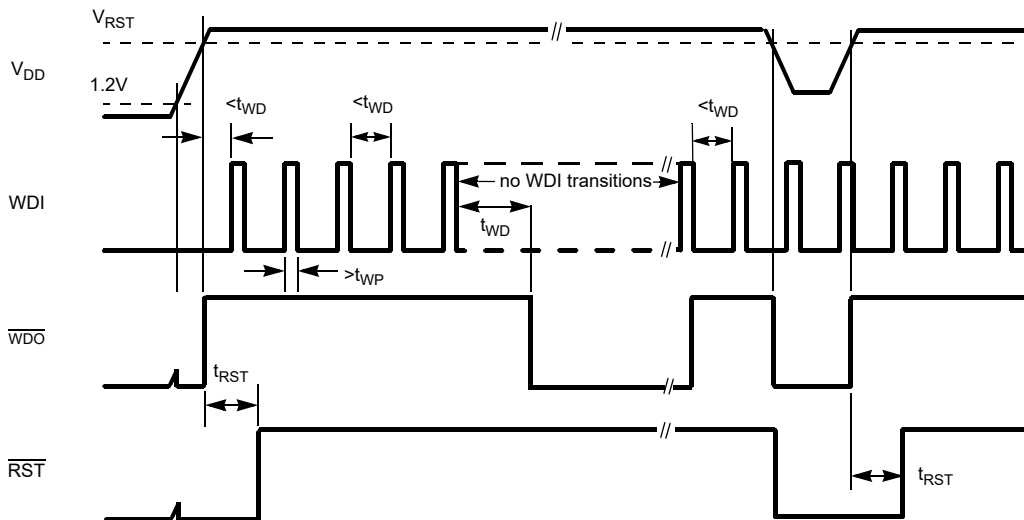 VRST
VDD
1.2V
<tWD
<tWD
<tWD
WDI
no WDI transitions
tWD
>tWP
WDO
tRST
RST
tRST